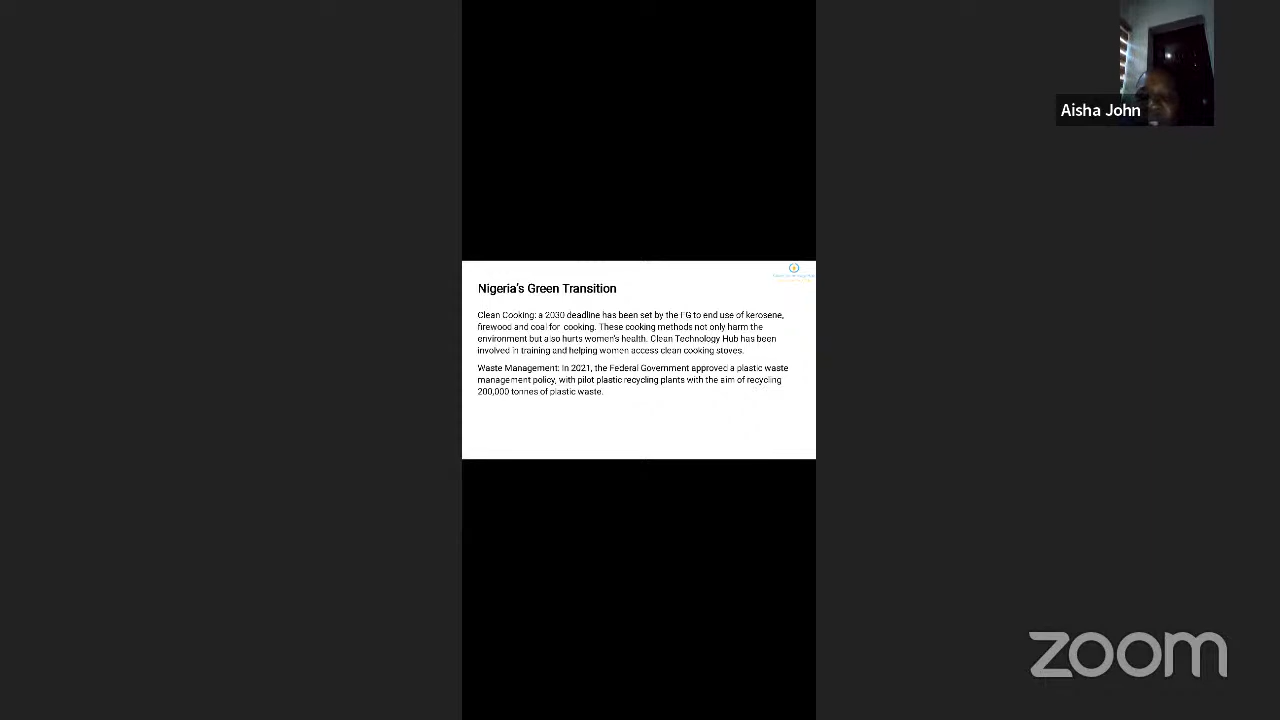 Aisha John
Nigeria's Green Transition
Clean Cooking: a 2030 deadline has been set by the FG to end use of kerosene,
firewood and coal for cooking. These cooking methods not only harm the
environment but also hurts women's health. Clean Technology Hub has been
involved in training and helping women access clean cooking stoves.
Waste Management: In 2021, the Federal Government approved a plastic waste
management policy, with pilot plastic recycling plants with the aim of recycling
200,000 tonnes of plastic waste.
zoom